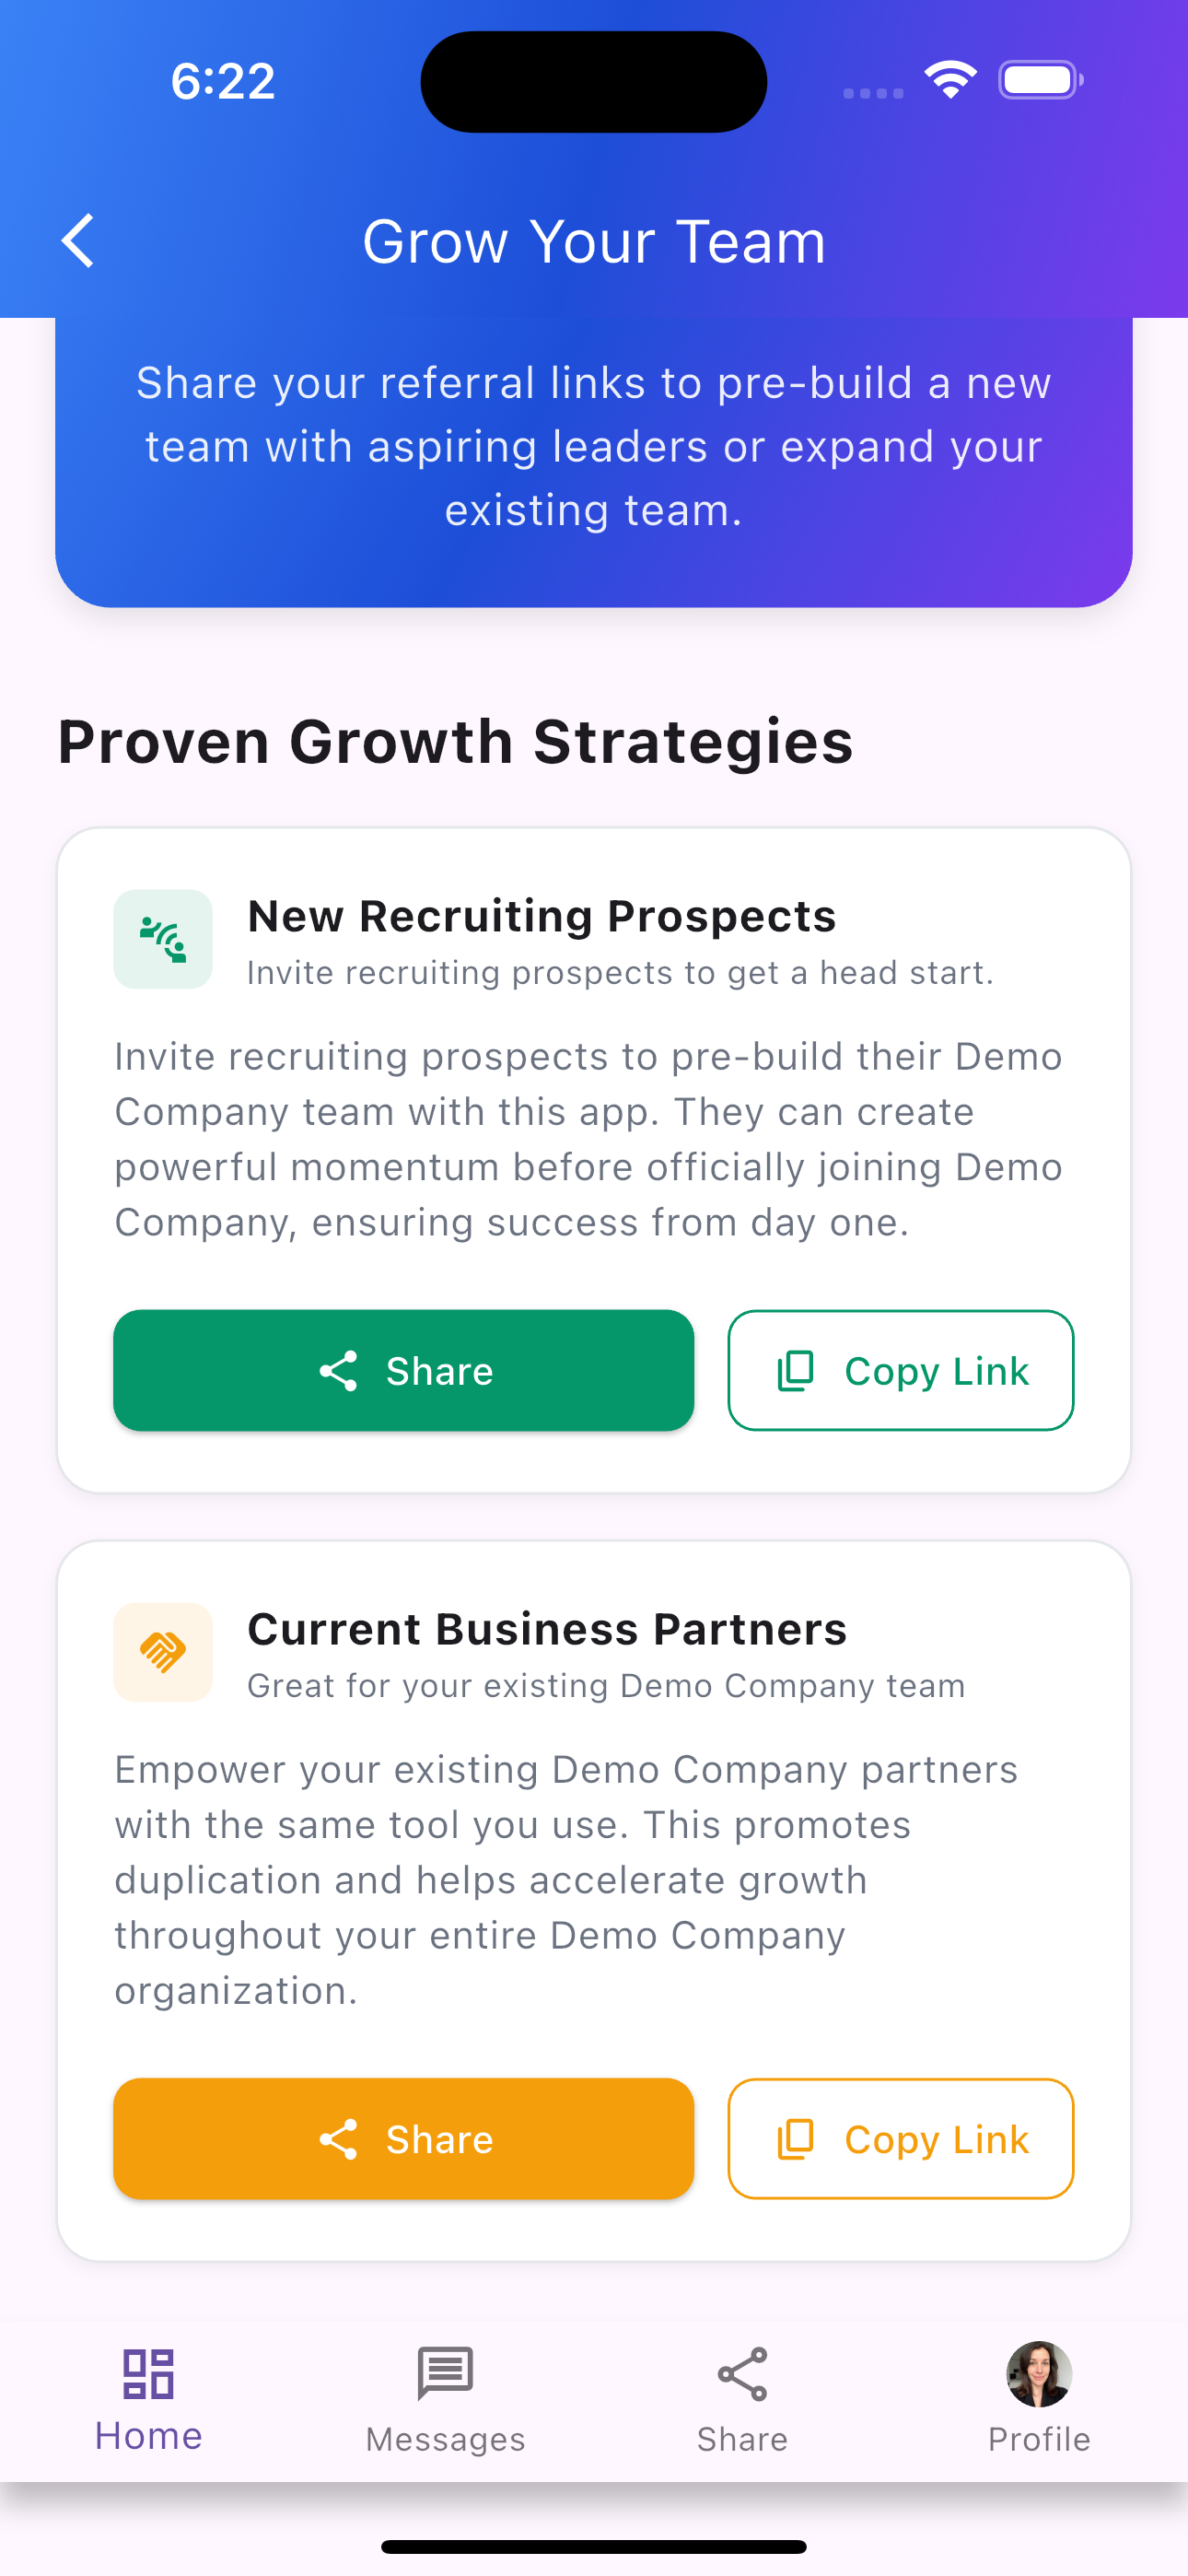 6:22
Grow Your Team
Share your referral links to pre-build a new
team with aspiring leaders or expand your
existing team.
Proven Growth Strategies
New Recruiting Prospects
Invite recruiting prospects to get a head start.
Invite recruiting prospects to pre-build their Demo
Company team with this app. They can create
powerful momentum before officially joining Demo
Company, ensuring success from day one.
Share
Copy Link
Current Business Partners
Great for your existing Demo Company team
Empower your existing Demo Company partners
with the same tool you use. This promotes
duplication and helps accelerate growth
throughout your entire Demo Company
organization.
Share
Copy Link
Home
Messages
Share
Profile